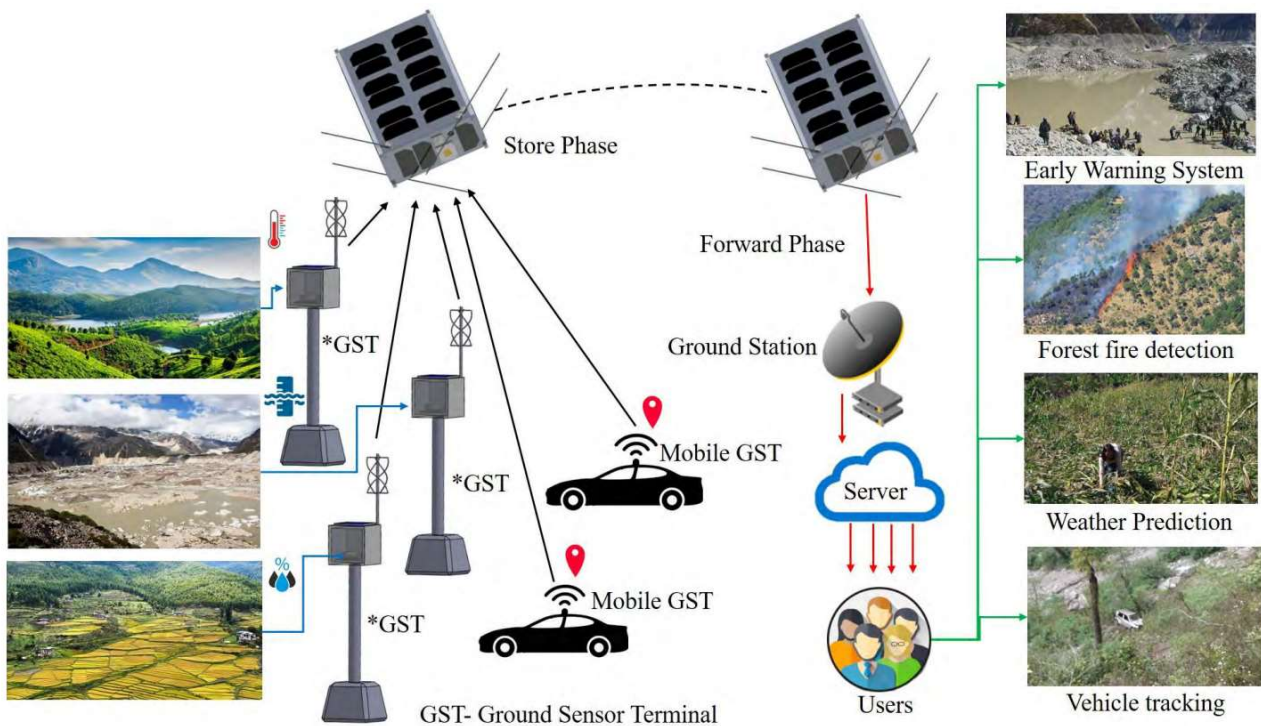 Store Phase
Forward Phase
*GST
*GST
*GST
%
Mobile GST
Mobile GST
GST- Ground Sensor Terminal
Ground Station
Server
Users
Early Warning System
Forest fire detection
Weather Prediction
Vehicle tracking